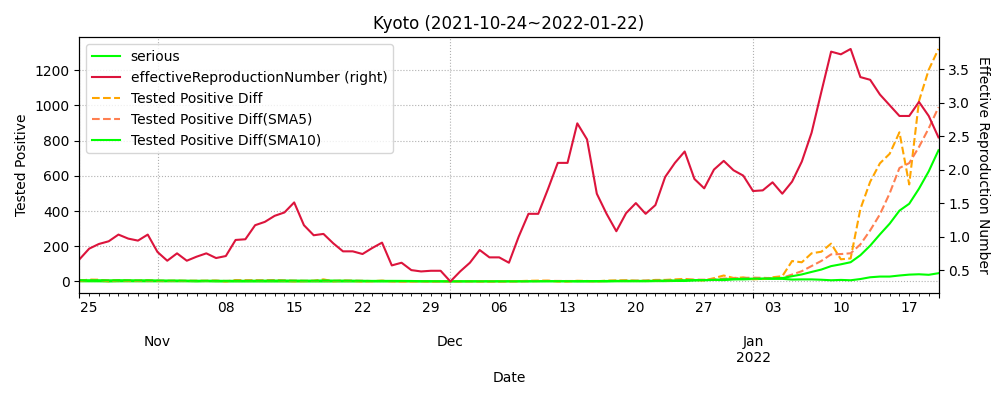 Kyoto (2021-10-24~2022-01-22)
serious
effectiveReproductionNumber (right)
Tested Positive Diff
Tested Positive Diff(SMA5)
Tested Positive Diff(SMA10)
Tested Positive
1200
1000
800
600
400
200
0
Effective Reproduction Number
3.5
3.0
2.5
2.0
1.5
1.0
0.5
25 08 15 22 29 06 13 20 27 03 10 17
Nov Dec Jan
2022
Date